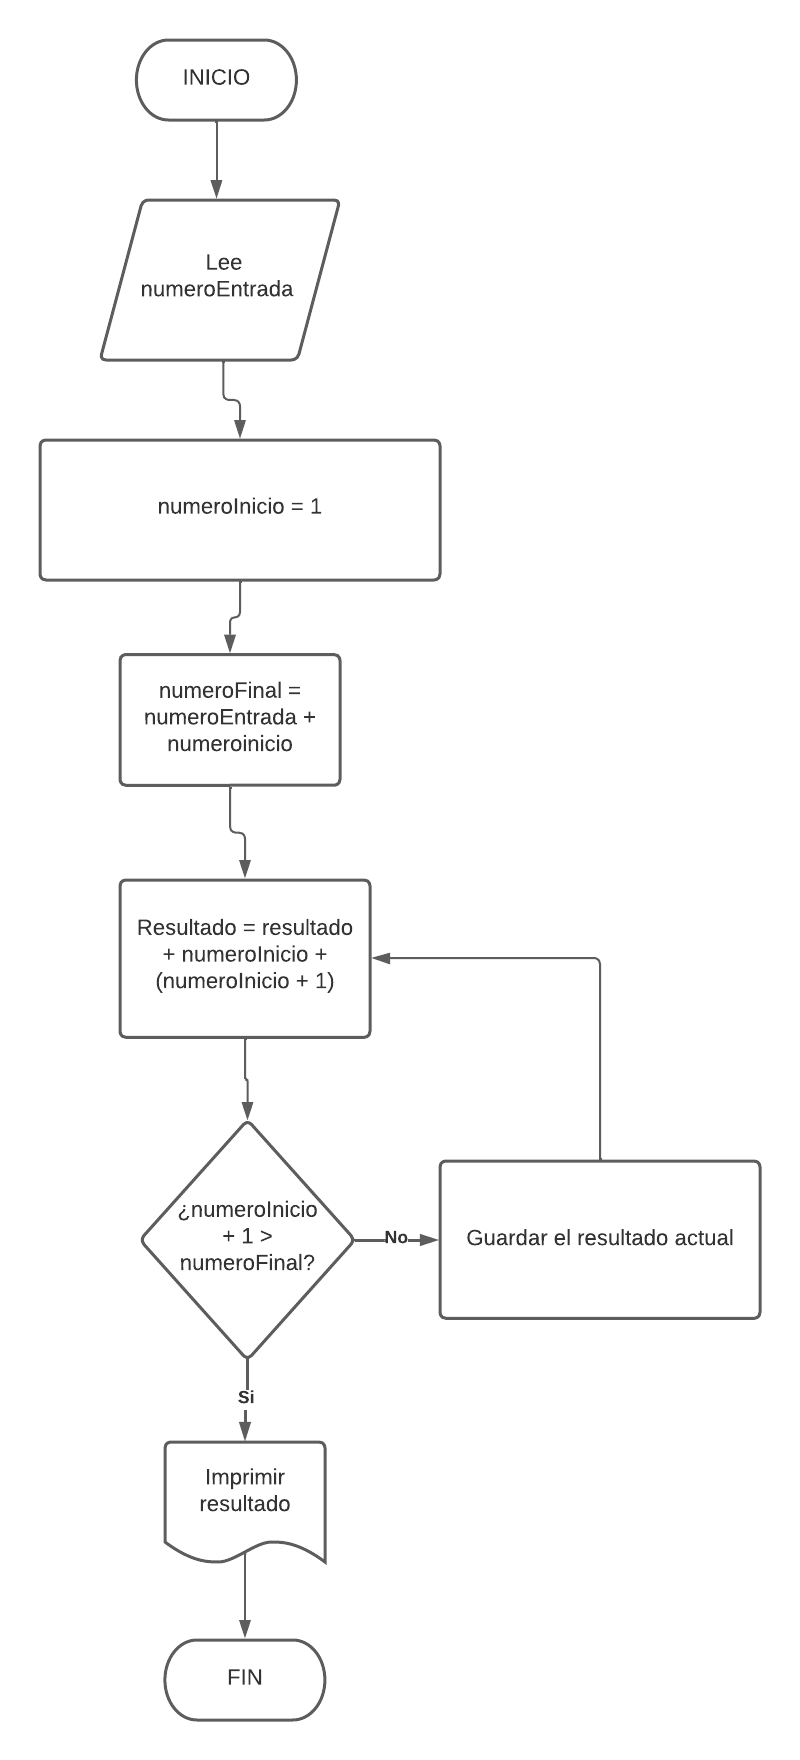 INICIO
Lee
numeroEntrada
numeroInicio = 1
numeroFinal =
numeroEntrada +
numeroinicio
Resultado = resultado
+ numeroInicio +
(numeroInicio + 1)
¿numeroInicio
+ 1 >
numeroFinal?
No
Guardar el resultado actual
Si
Imprimir
resultado
FIN